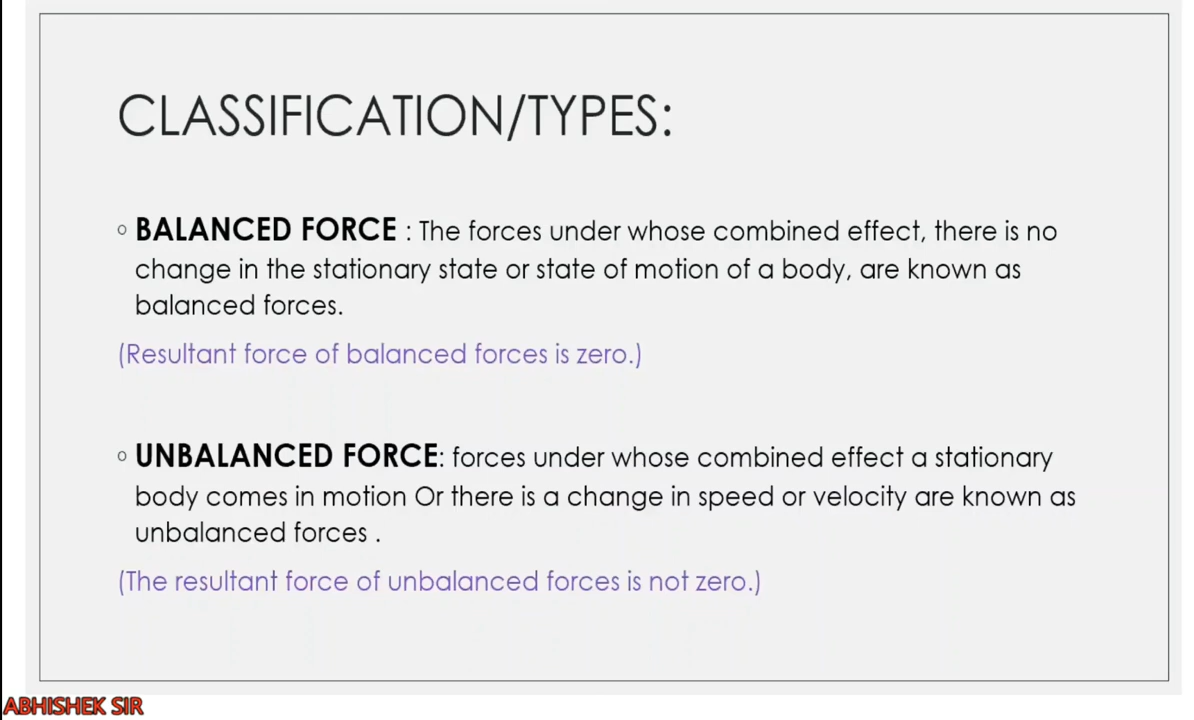 CLASSIFICATION/TYPES:
○ BALANCED FORCE : The forces under whose combined effect, there is no
change in the stationary state or state of motion of a body, are known as
balanced forces.
(Resultant force of balanced forces is zero.)
○ UNBALANCED FORCE: forces under whose combined effect a stationary
body comes in motion Or there is a change in speed or velocity are known as
unbalanced forces .
(The resultant force of unbalanced forces is not zero.)
ABHISHEK SIR